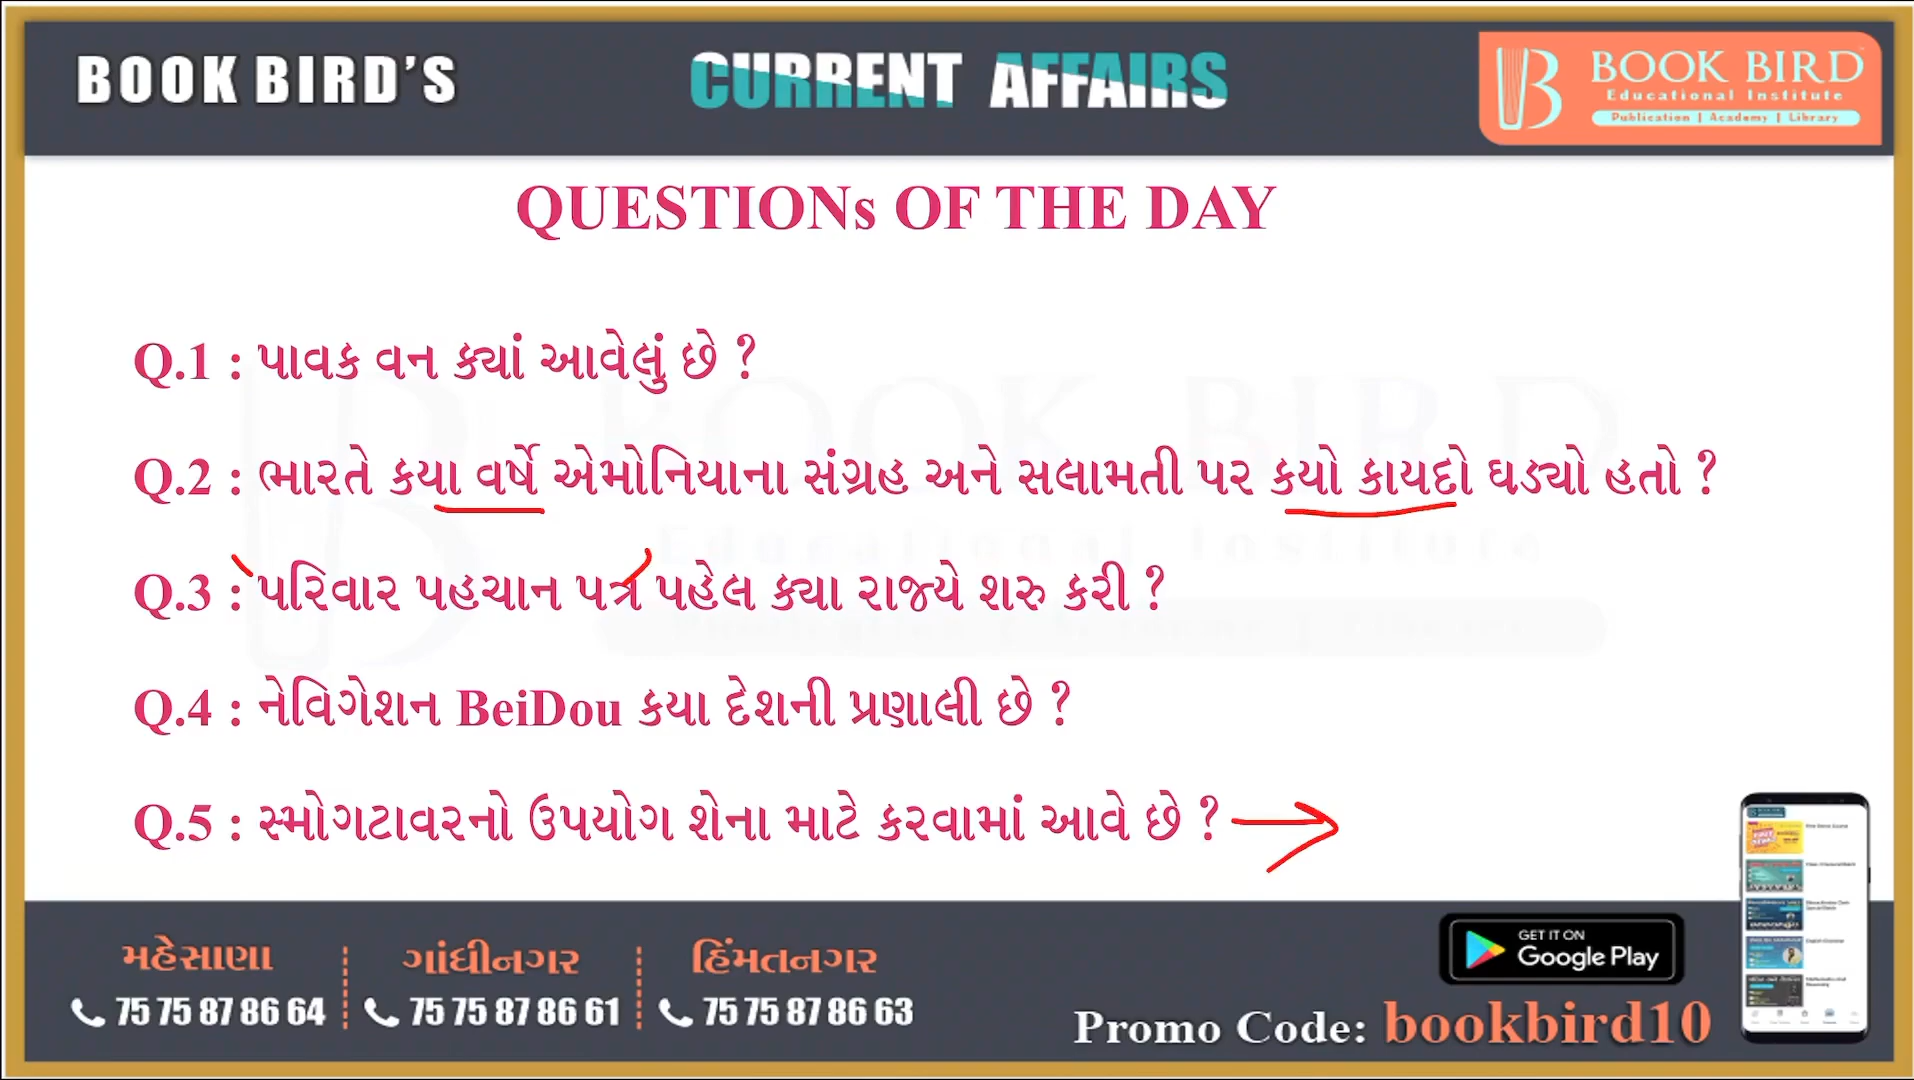 BOOK BIRD'S
CURRENT AFFAIRS
BOOK BIRD
Educational Institute
Publication | Academy | Library
QUESTIONs OF THE DAY
Q.1 : પાવક વન ક્યાં આવેલું છે ?
Q.2 : ભારતે કયા વર્ષે એમોનિયાના સંગ્રહ અને સલામતી પર કયો કાયદો ઘડ્યો હતો ?
Q.3 : પરિવાર પહચાન પત્ર પહેલ ક્યા રાજ્યે શરુ કરી ?
Q.4 : નેવિગેશન BeiDou કયા દેશની પ્રણાલી છે ?
Q.5 : સ્મોગટાવરનો ઉપયોગ શેના માટે કરવામાં આવે છે ?
મહેસાણા
75 75 87 86 64
ગાંધીનગર
75 75 87 86 61
હિંમતનગર
75 75 87 86 63
GET IT ON
Google Play
Promo Code: bookbird10